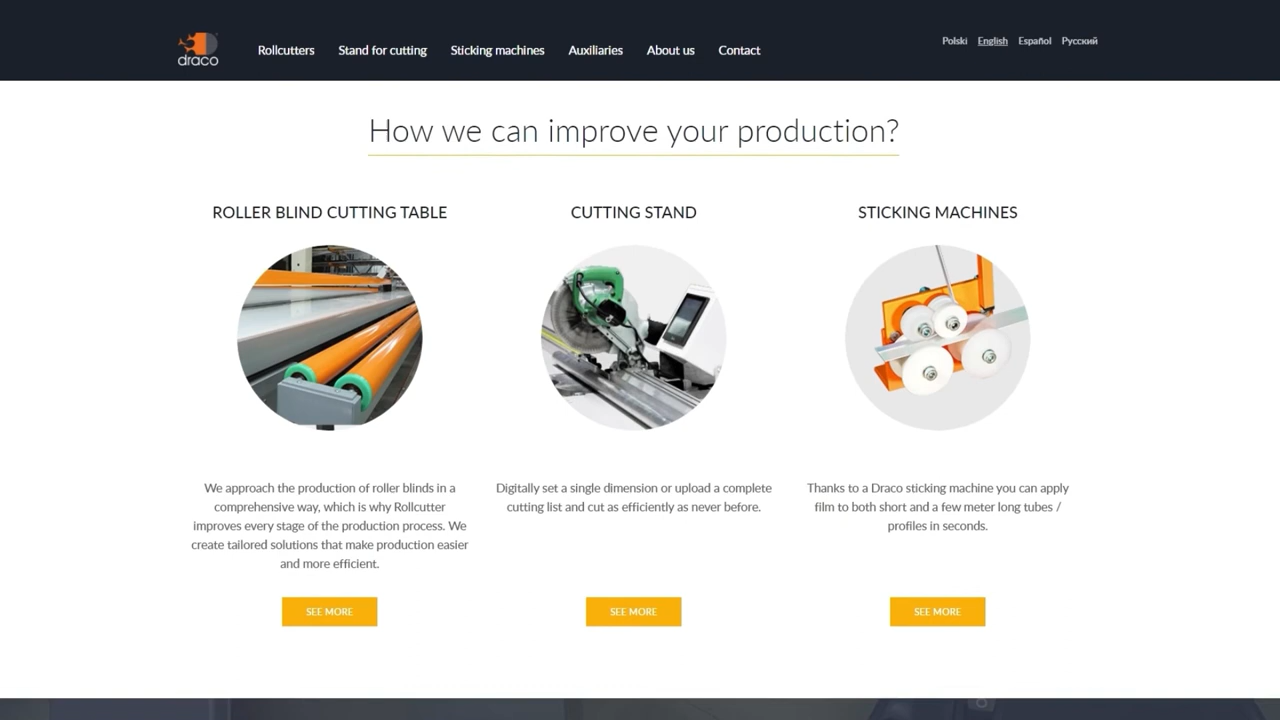 draco
Rollcutters
Stand for cutting
Sticking machines
Auxiliaries
About us
Contact
Polski
English
Español
Русский
How we can improve your production?
ROLLER BLIND CUTTING TABLE
We approach the production of roller blinds in a
comprehensive way, which is why Rollcutter
improves every stage of the production process. We
create tailored solutions that make production easier
and more efficient.
SEE MORE
CUTTING STAND
Digitally set a single dimension or upload a complete
cutting list and cut as efficiently as never before.
SEE MORE
STICKING MACHINES
Thanks to a Draco sticking machine you can apply
film to both short and a few meter long tubes /
profiles in seconds.
SEE MORE